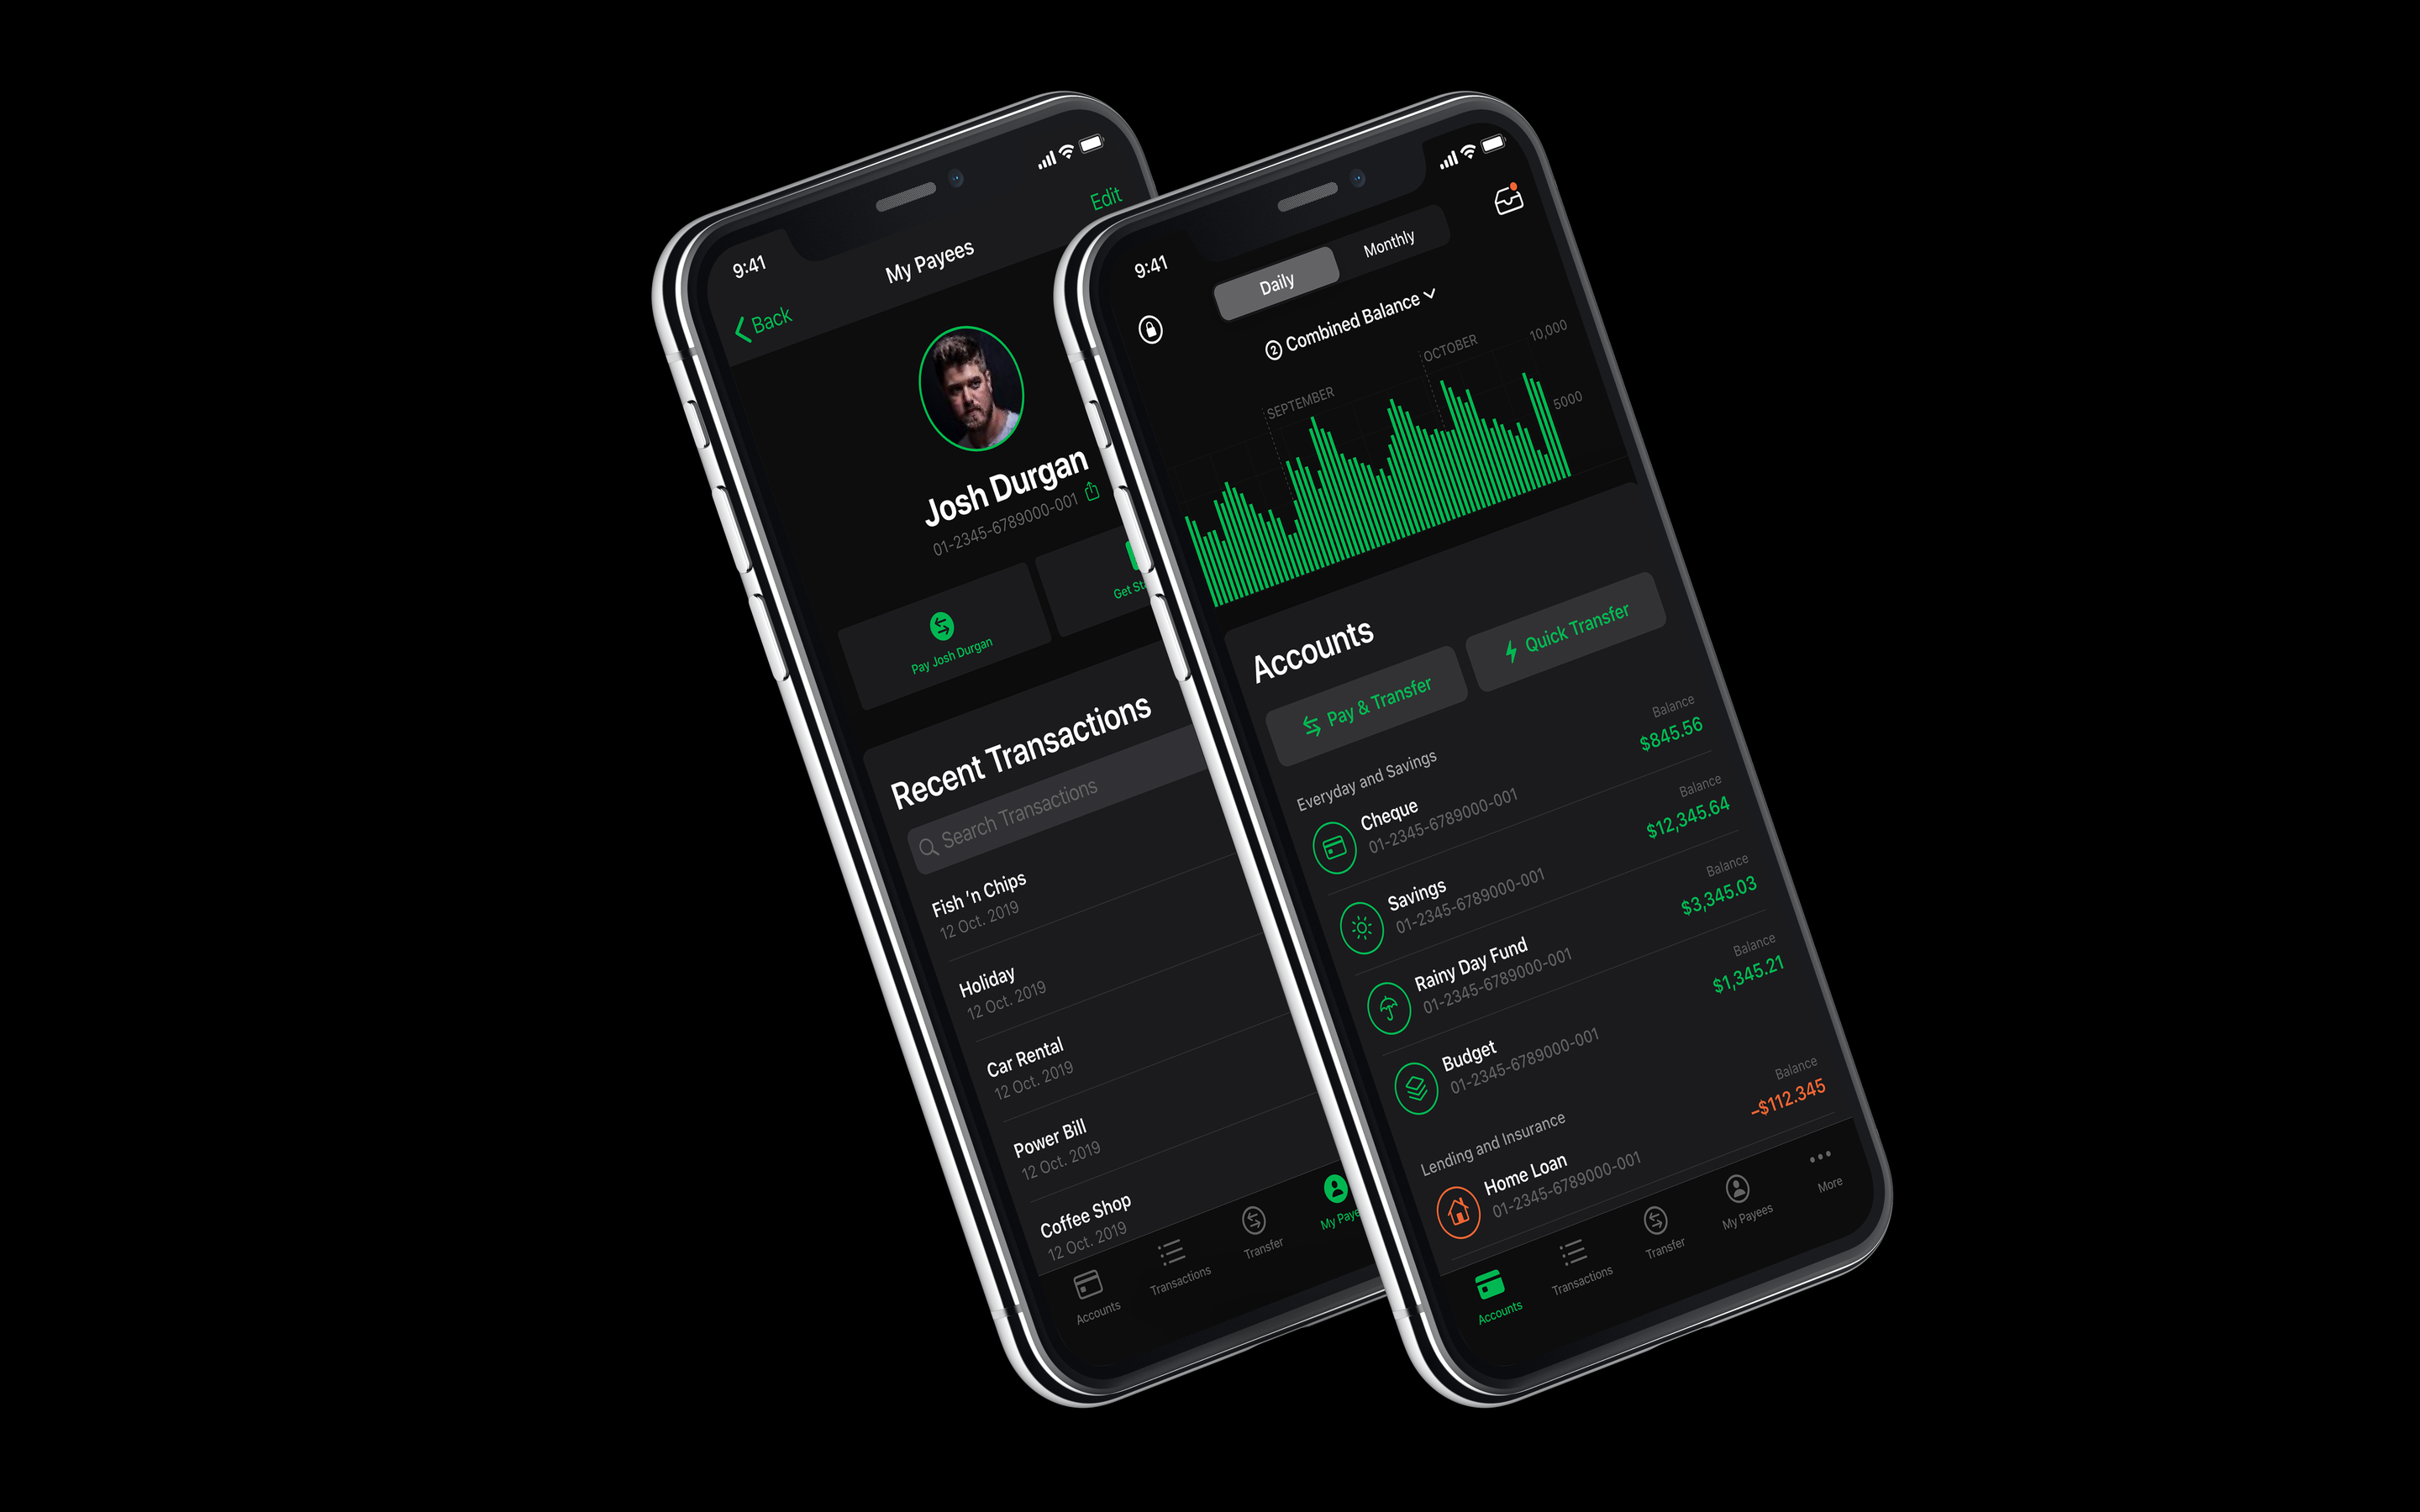 9:41
Edit
My Payees
Back
Josh Durgan
01-2345-6789000-001
Pay Josh Durgan
Recent Transactions
Search Transactions
Fish 'n Chips
12 Oct. 2019
Holiday
12 Oct. 2019
Car Rental
12 Oct. 2019
Power Bill
12 Oct. 2019
Coffee Shop
12 Oct. 2019
Accounts
Transactions
Transfer
My
9:41
Daily
Monthly
2 Combined Balance
SEPTEMBER
OCTOBER
10,000
5000
Accounts
Pay & Transfer
Quick Transfer
Everyday and Savings
Cheque
01-2345-6789000-001
Balance
$845.56
Savings
01-2345-6789000-001
Balance
$12,345.64
Rainy Day Fund
01-2345-6789000-001
Balance
$3,345.03
Budget
01-2345-6789000-001
Balance
$1,345.21
Lending and Insurance
Home Loan
01-2345-6789000-001
Balance
–$112.345
Accounts
Transactions
Transfer
My Payees
More